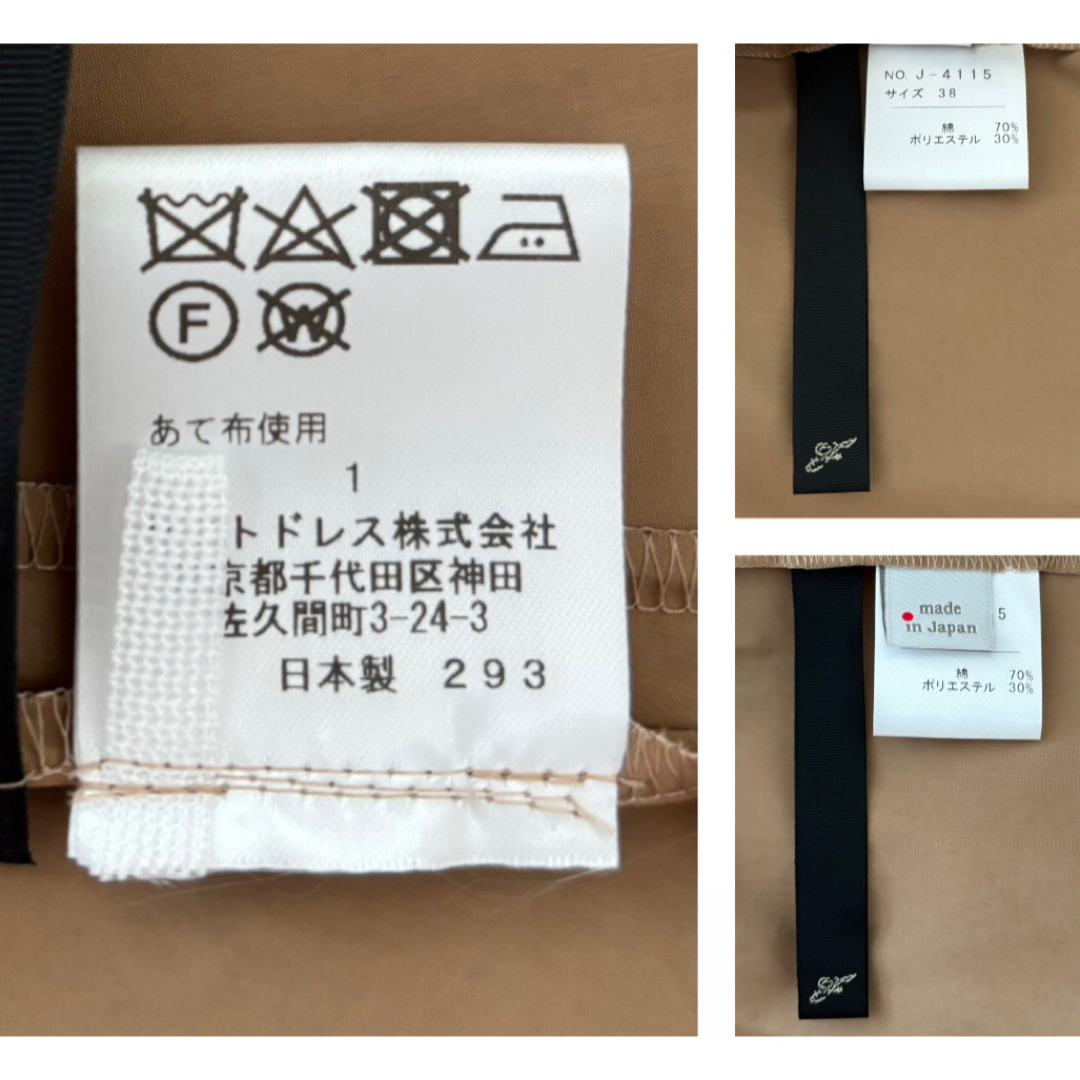 F
W
あて布使用
1
トドレス株式会社
京都千代田区神田
佐久間町3-24-3
日本製 293
NO. J-4115
サイズ 38
綿 70%
ポリエステル 30%
made
in Japan
5
綿 70%
ポリエステル 30%